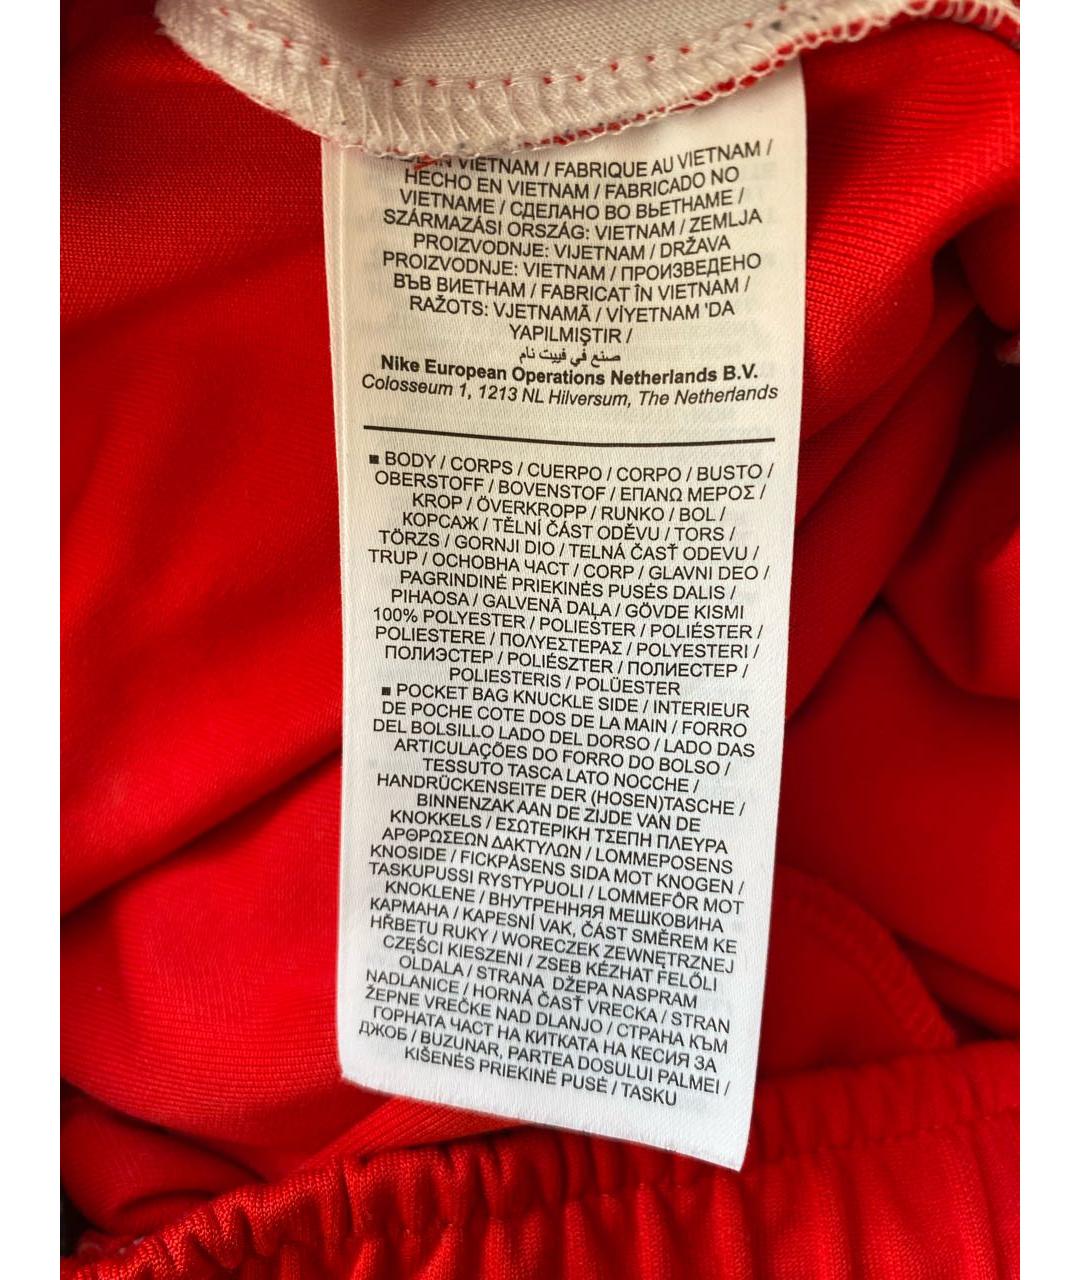 IN VIETNAM / FABRIQUE AU VIETNAM /
HECHO EN VIETNAM / FABRICADO NO
VIETNAME / СДЕЛАНО ВО ВЬЕТНАМЕ /
SZÁRMAZÁSI ORSZÁG: VIETNAM / ZEMLJA
PROIZVODNJE: VIJETNAM / DRŽAVA
PROIZVODNJE: VIETNAM / ПРОИЗВЕДЕНО
ВЪВ ВИЕТНАМ / FABRICAT ÎN VIETNAM /
RAŽOTS: VJETNAMĀ / VİYETNAM 'DA
YAPILMIŞTIR /
صنع في فييت نام
Nike European Operations Netherlands B.V.
Colosseum 1, 1213 NL Hilversum, The Netherlands
■ BODY / CORPS / CUERPO / CORPO / BUSTO /
OBERSTOFF / BOVENSTOF / ΕΠΑΝΩ ΜΕΡΟΣ /
KROP / ÖVERKROPP / RUNKO / BOL /
КОРСАЖ / TĚLNÍ ČÁST ODĚVU / TORS /
TÖRZS / GORNJI DIO / TELNÁ ČASŤ ODEVU /
TRUP / ОСНОВНА ЧАСТ / CORP / GLAVNI DEO /
PAGRINDINĖ PRIEKINĖS PUSĖS DALIS /
PIHAOSA / GALVENĀ DAĻA / GÖVDE KISMI
100% POLYESTER / POLIESTER / POLIÉSTER /
POLIESTERE / ΠΟΛΥΕΣΤΕΡΑΣ / POLYESTERI /
ПОЛИЭСТЕР / POLIÉSZTER / ПОЛИЕСТЕР /
POLIESTERIS / POLÜESTER
■ POCKET BAG KNUCKLE SIDE / INTERIEUR
DE POCHE COTE DOS DE LA MAIN / FORRO
DEL BOLSILLO LADO DEL DORSO / LADO DAS
ARTICULAÇÕES DO FORRO DO BOLSO /
TESSUTO TASCA LATO NOCCHE /
HANDRÜCKENSEITE DER (HOSEN)TASCHE /
BINNENZAK AAN DE ZIJDE VAN DE
KNOKKELS / ΕΣΩΤΕΡΙΚΗ ΤΣΕΠΗ ΠΛΕΥΡΑ
ΑΡΘΡΩΣΕΩΝ ΔΑΚΤΥΛΩΝ / LOMMEPOSENS
KNOSIDE / FICKPÅSENS SIDA MOT KNOGEN /
TASKUPUSSI RYSTYPUOLI / LOMMEFÔR MOT
KNOKLENE / ВНУТРЕННЯЯ МЕШКОВИНА
КАРМАНА / KAPESNÍ VAK, ČÁST SMĚREM KE
HŘBETU RUKY / WORECZEK ZEWNĘTRZNEJ
CZĘŚCI KIESZENI / ZSEB KÉZHAT FELŐLI
OLDALA / STRANA DŽEPA NASPRAM
NADLANICE / HORNÁ ČASŤ VRECKA / STRAN
ŽEPNE VREČKE NAD DLANJO / СТРАНА КЪМ
ГОРНАТА ЧАСТ НА КИТКАТА НА КЕСИЯ ЗА
ДЖОБ / BUZUNAR, PARTEA DOSULUI PALMEI /
KIŠENĖS PRIEKINĖ PUSĖ / TASKU